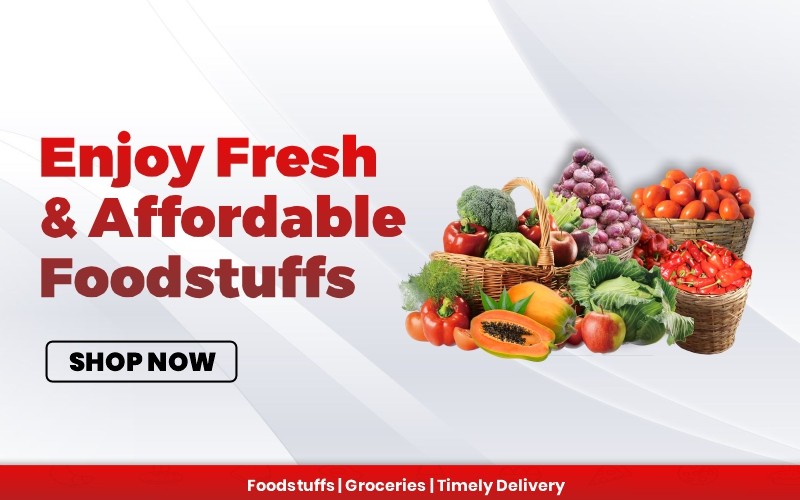 Enjoy Fresh
& Affordable
Foodstuffs
SHOP NOW
Foodstuffs | Groceries | Timely Delivery